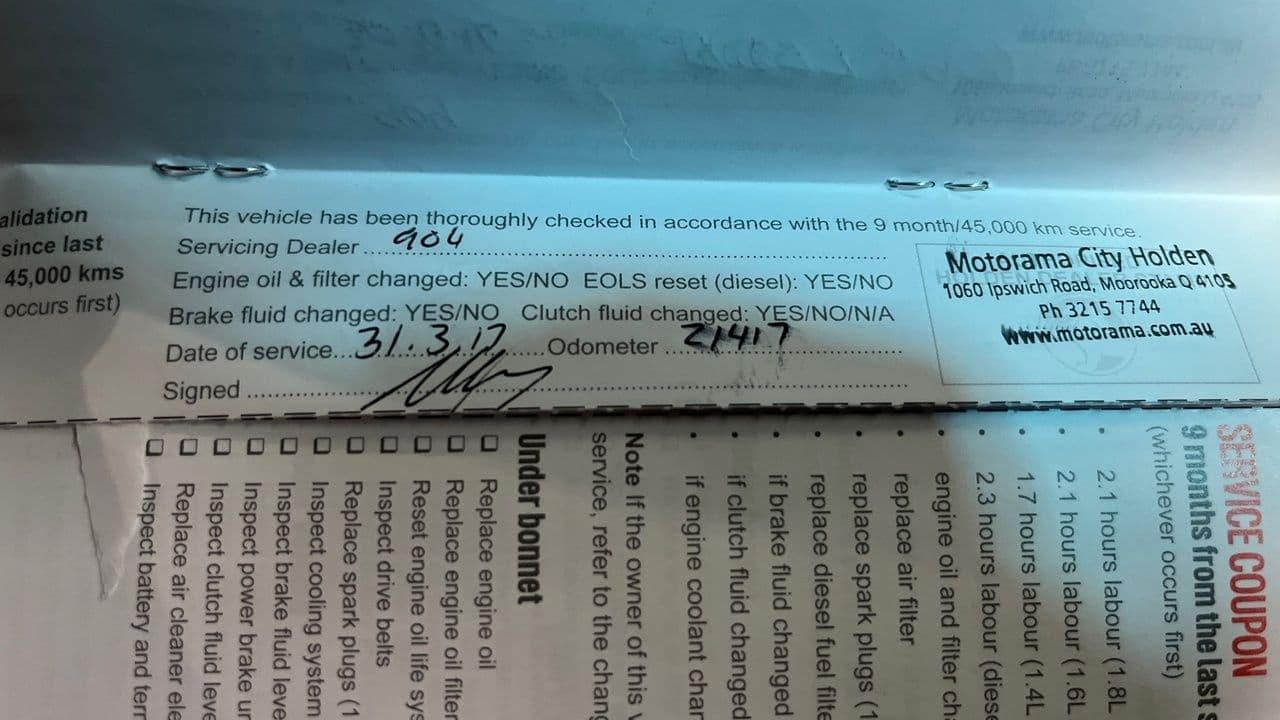 alidation
since last
45,000 kms
occurs first)
This vehicle has been thoroughly checked in accordance with the 9 month/45,000 km service.
Servicing Dealer ... 904
Engine oil & filter changed: YES/NO EOLS reset (diesel): YES/NO
Brake fluid changed: YES/NO Clutch fluid changed: YES/NO/N/A
Date of service... 31.3.17 ...... Odometer ... 21417
Signed
Motorama City Holden
1060 Ipswich Road, Moorooka Q 4105
Ph 3215 7744
www.motorama.com.au
SERVICE COUPON
9 months from the last s
(whichever occurs first)
• 2.1 hours labour (1.8L
• 2.1 hours labour (1.6L
• 1.7 hours labour (1.4L
• 2.3 hours labour (diese
• engine oil and filter ch
• replace air filter
• replace spark plugs (1
• replace diesel fuel filte
• if brake fluid changed
• if clutch fluid changed
• if engine coolant chan
Note If the owner of this v
service, refer to the chang
Under bonnet
☐ Replace engine oil
☐ Replace engine oil filter
☐ Reset engine oil life sys
☐ Inspect drive belts
☐ Replace spark plugs (1
☐ Inspect cooling system
☐ Inspect brake fluid leve
☐ Inspect power brake un
☐ Inspect clutch fluid leve
☐ Replace air cleaner ele
☐ Inspect battery and term